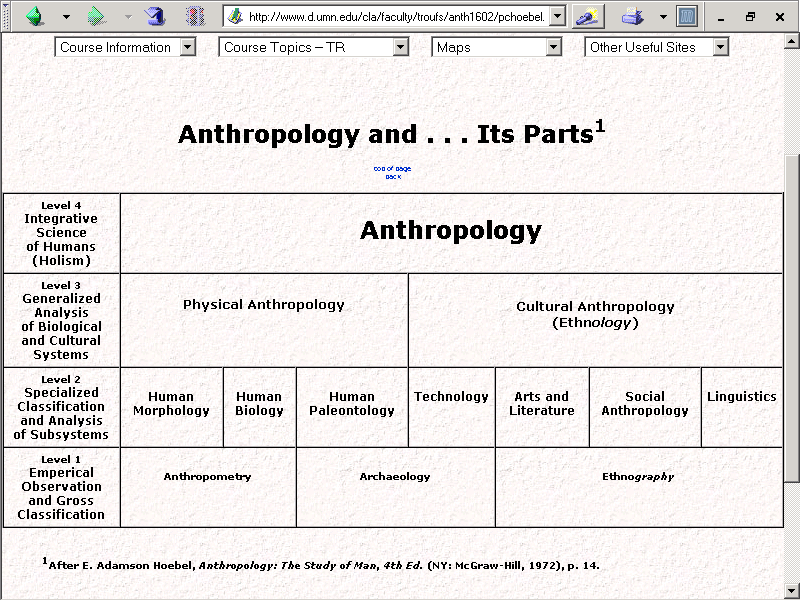 http://www.d.umn.edu/cla/faculty/troufs/anth1602/pchoebel.
Course Information
Course Topics – TR
Maps
Other Useful Sites
Anthropology and . . . Its Parts1
top of page
back
Level 4
Integrative
Science
of Humans
(Holism)
Anthropology
Level 3
Generalized
Analysis
of Biological
and Cultural
Systems
Physical Anthropology
Cultural Anthropology
(Ethnology)
Level 2
Specialized
Classification
and Analysis
of Subsystems
Human
Morphology
Human
Biology
Human
Paleontology
Technology
Arts and
Literature
Social
Anthropology
Linguistics
Level 1
Emperical
Observation
and Gross
Classification
Anthropometry
Archaeology
Ethnography
1After E. Adamson Hoebel, Anthropology: The Study of Man, 4th Ed. (NY: McGraw-Hill, 1972), p. 14.